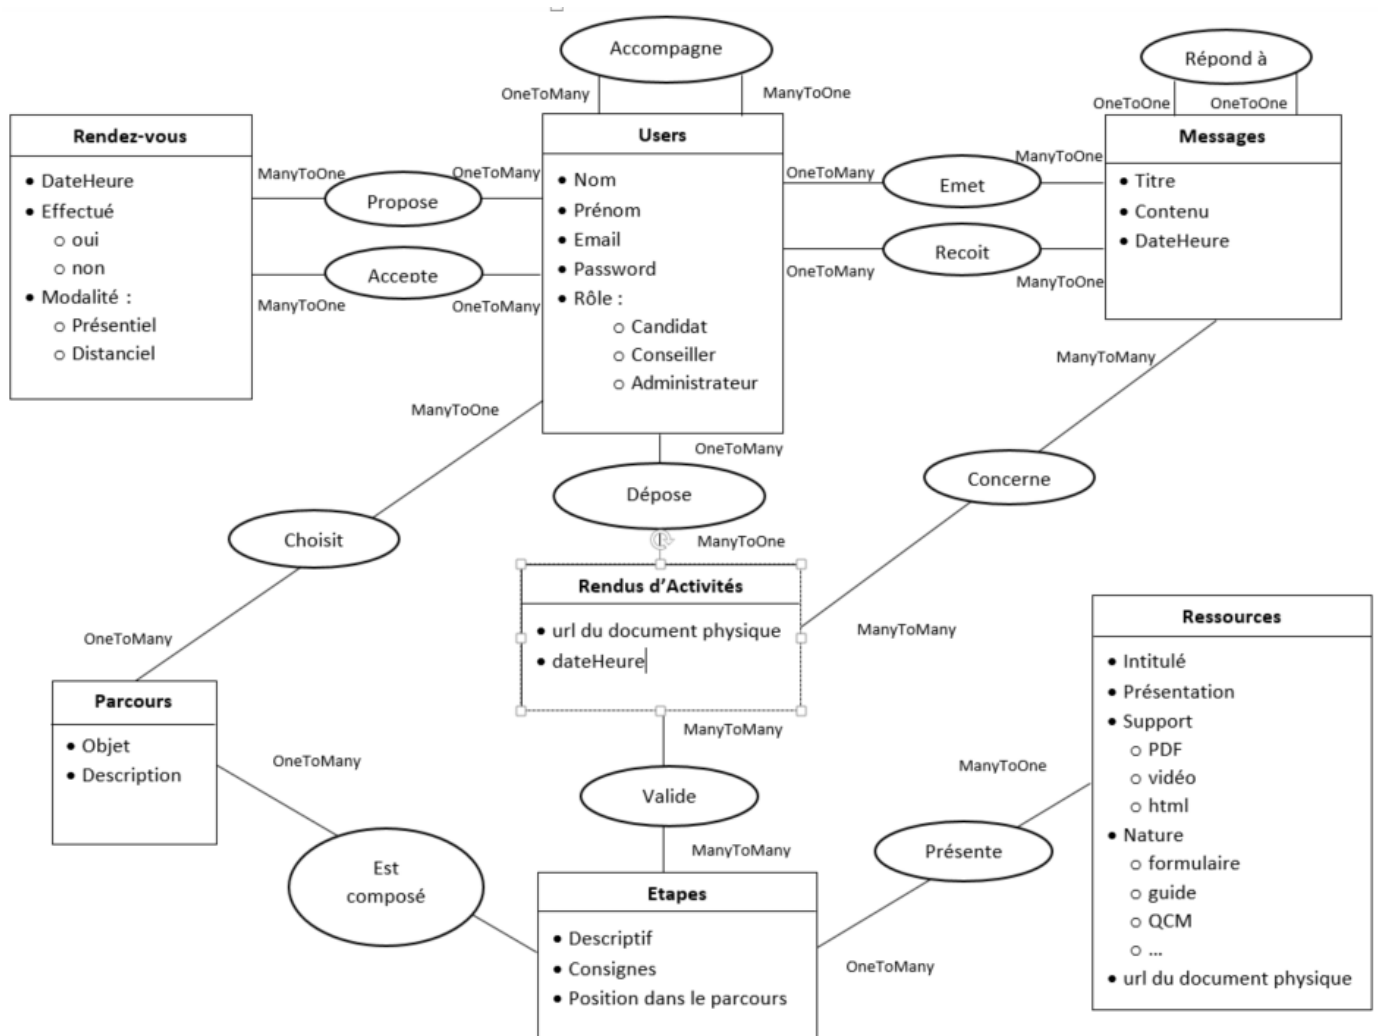 Accompagne
OneToMany
ManyToOne
Répond à
OneToOne
OneToOne
Rendez-vous
• DateHeure
• Effectué
o oui
o non
• Modalité :
o Présentiel
o Distanciel
ManyToOne
OneToMany
Propose
Accepte
ManyToOne
OneToMany
Users
• Nom
• Prénom
• Email
• Password
• Rôle :
o Candidat
o Conseiller
o Administrateur
OneToMany
ManyToOne
Emet
Recoit
OneToMany
ManyToOne
Messages
• Titre
• Contenu
• DateHeure
ManyToMany
Concerne
ManyToMany
ManyToOne
Choisit
OneToMany
OneToMany
Dépose
ManyToOne
Rendus d’Activités
• url du document physique
• dateHeure
Parcours
• Objet
• Description
OneToMany
Est
composé
ManyToMany
Valide
ManyToMany
Etapes
• Descriptif
• Consignes
• Position dans le parcours
ManyToOne
Présente
OneToMany
Ressources
• Intitulé
• Présentation
• Support
o PDF
o vidéo
o html
• Nature
o formulaire
o guide
o QCM
o ...
• url du document physique